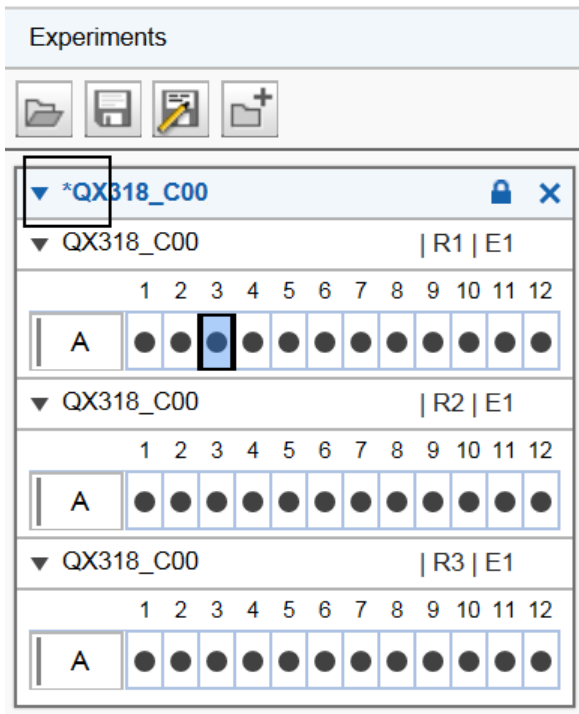 Experiments
*QX318_C00
QX318_C00 | R1 | E1
1 2 3 4 5 6 7 8 9 10 11 12
A
QX318_C00 | R2 | E1
1 2 3 4 5 6 7 8 9 10 11 12
A
QX318_C00 | R3 | E1
1 2 3 4 5 6 7 8 9 10 11 12
A